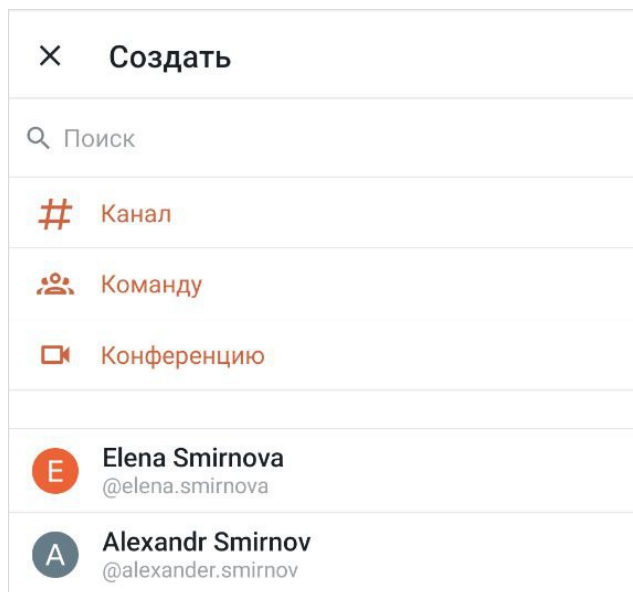 Создать
Поиск
Канал
Команду
Конференцию
E
Elena Smirnova
@elena.smirnova
A
Alexandr Smirnov
@alexander.smirnov